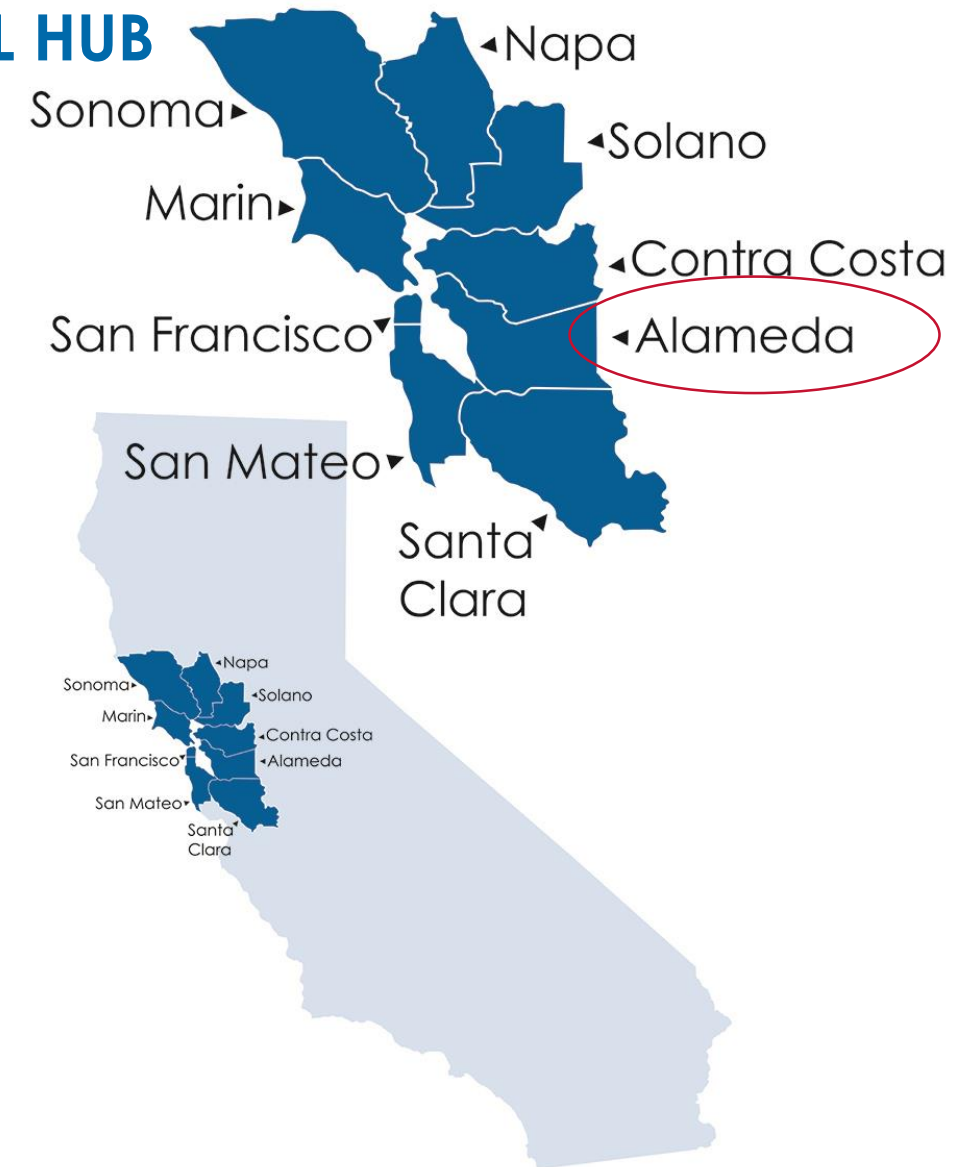 L HUB
Napa
Sonoma
Solano
Marin
Contra Costa
San Francisco
Alameda
San Mateo
Santa
Clara
Napa
Sonoma
Solano
Marin
Contra Costa
San Francisco
Alameda
San Mateo
Santa
Clara